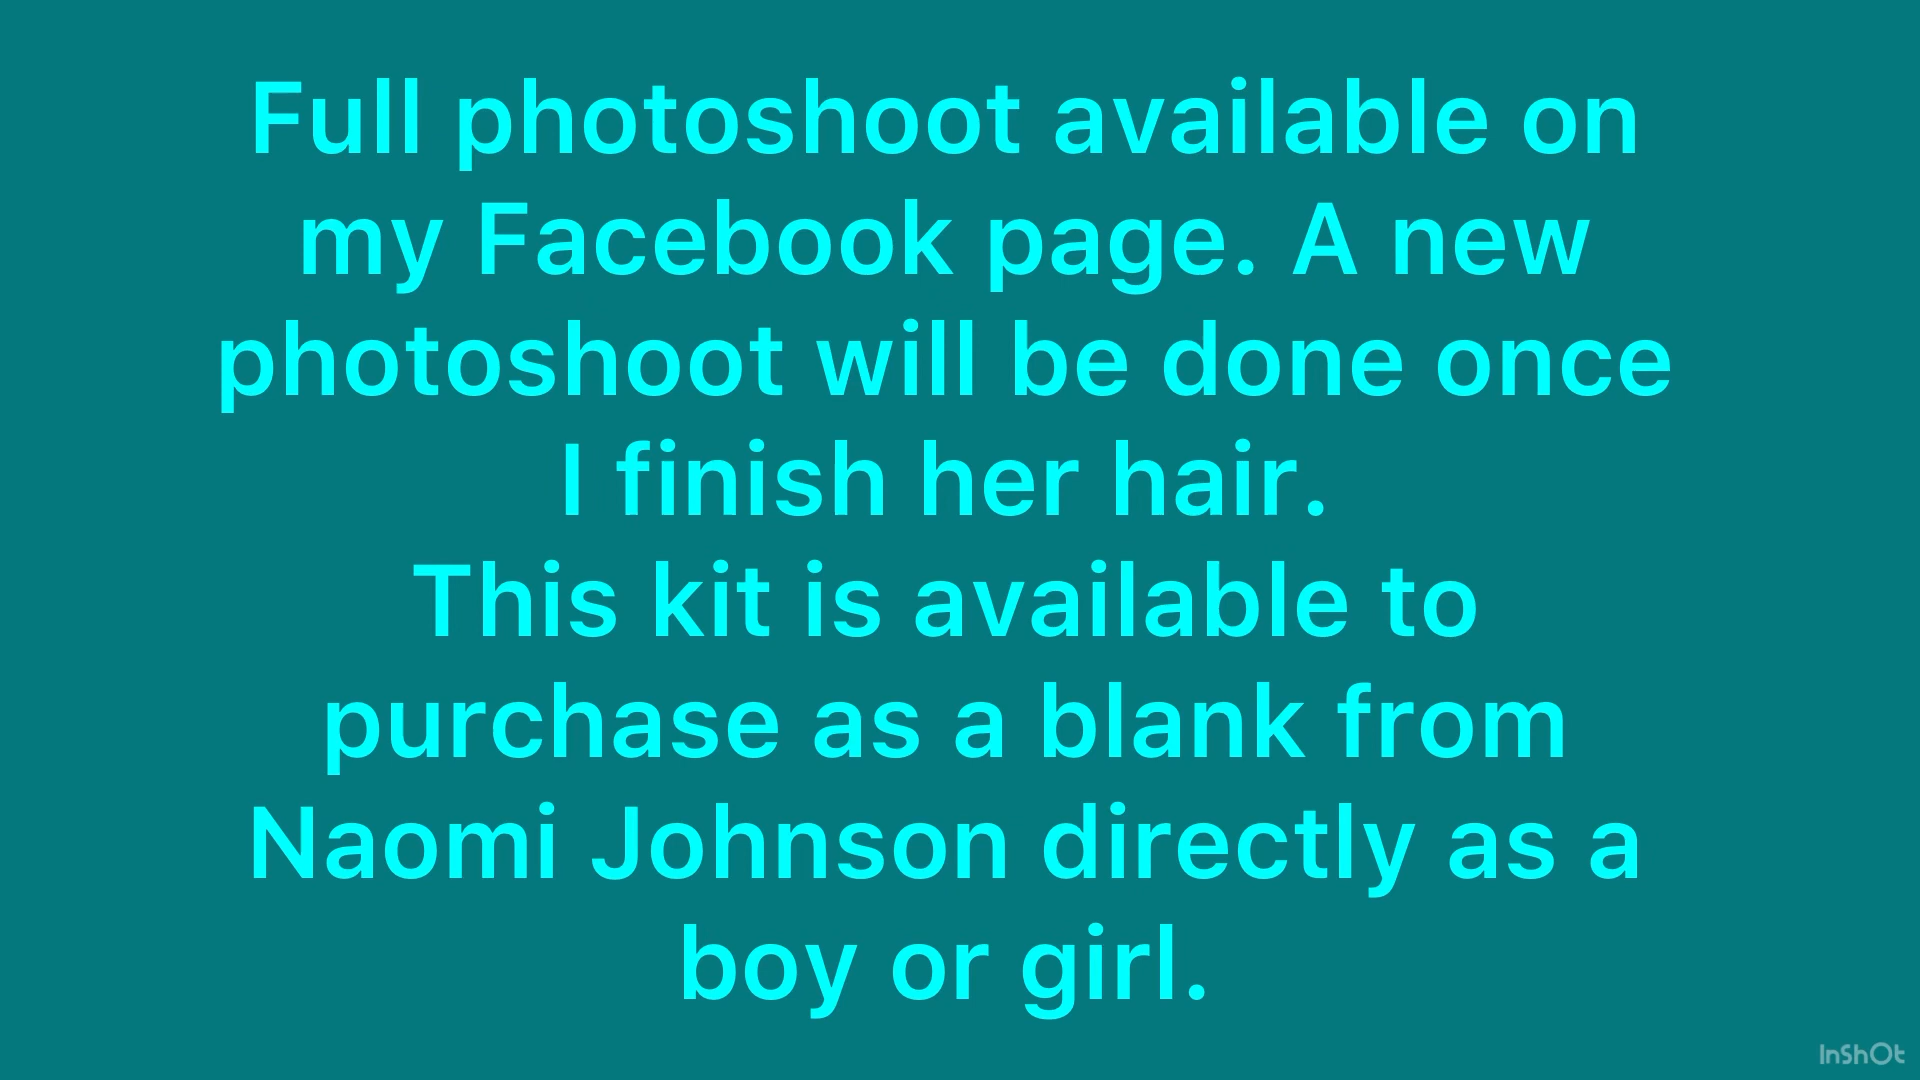 Full photoshoot available on
my Facebook page. A new
photoshoot will be done once
I finish her hair.
This kit is available to
purchase as a blank from
Naomi Johnson directly as a
boy or girl.
InShOt